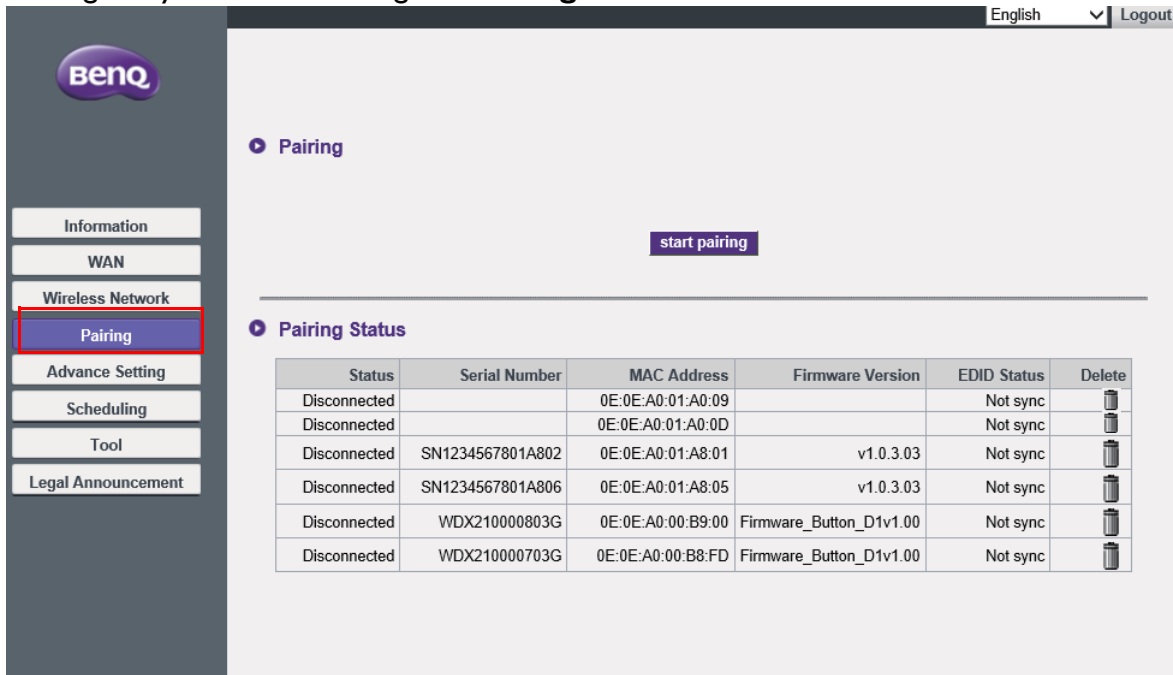 English Logout
BenQ
Pairing
Information
start pairing
WAN
Wireless Network
Pairing
Pairing Status
Advance Setting
Scheduling
Tool
Legal Announcement
Status Serial Number MAC Address Firmware Version EDID Status Delete
Disconnected 0E:0E:A0:01:A0:09 Not sync
Disconnected 0E:0E:A0:01:A0:0D Not sync
Disconnected SN1234567801A802 0E:0E:A0:01:A8:01 v1.0.3.03 Not sync
Disconnected SN1234567801A806 0E:0E:A0:01:A8:05 v1.0.3.03 Not sync
Disconnected WDX210000803G 0E:0E:A0:00:B9:00 Firmware_Button_D1v1.00 Not sync
Disconnected WDX210000703G 0E:0E:A0:00:B8:FD Firmware_Button_D1v1.00 Not sync